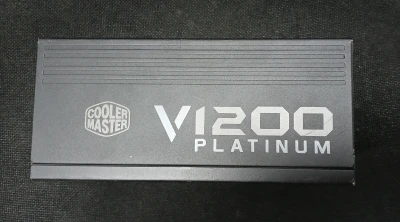 COOLER
MASTER
V1200
PLATINUM